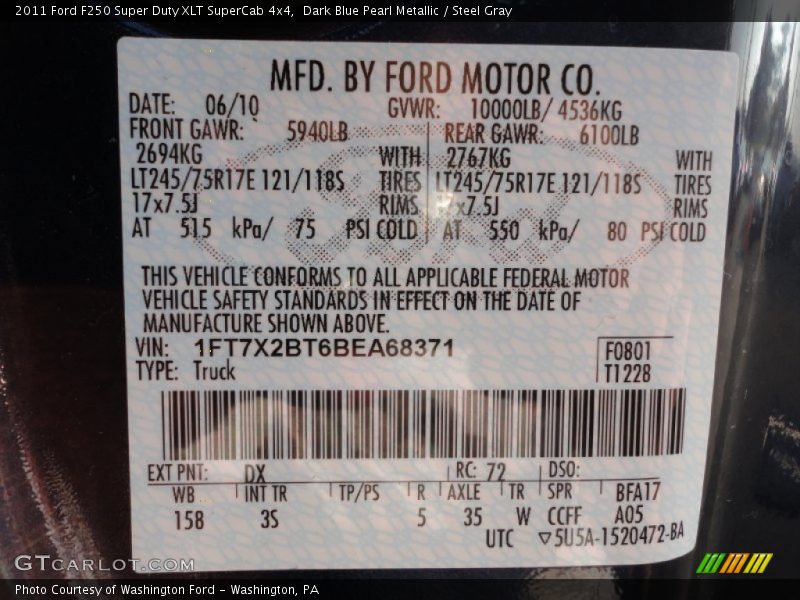 2011 Ford F250 Super Duty XLT SuperCab 4x4, Dark Blue Pearl Metallic / Steel Gray
MFD. BY FORD MOTOR CO.
DATE: 06/10 GVWR: 10000LB/ 4536KG
FRONT GAWR: 5940LB REAR GAWR: 6100LB
2694KG WITH 2767KG WITH
LT245/75R17E 121/118S TIRES LT245/75R17E 121/118S TIRES
17x7.5J RIMS x7.5J RIMS
AT 515 kPa/ 75 PSI COLD AT 550 kPa/ 80 PSI COLD
THIS VEHICLE CONFORMS TO ALL APPLICABLE FEDERAL MOTOR
VEHICLE SAFETY STANDARDS IN EFFECT ON THE DATE OF
MANUFACTURE SHOWN ABOVE.
VIN: 1FT7X2BT6BEA68371 F0801
TYPE: Truck T1228
EXT PNT: DX RC: 72 DSO:
WB INT TR TP/PS R AXLE TR SPR BFA17
158 3S 5 35 W CCFF A05
UTC ▽5U5A-1520472-BA
GTCarLot.com
Photo Courtesy of Washington Ford - Washington, PA